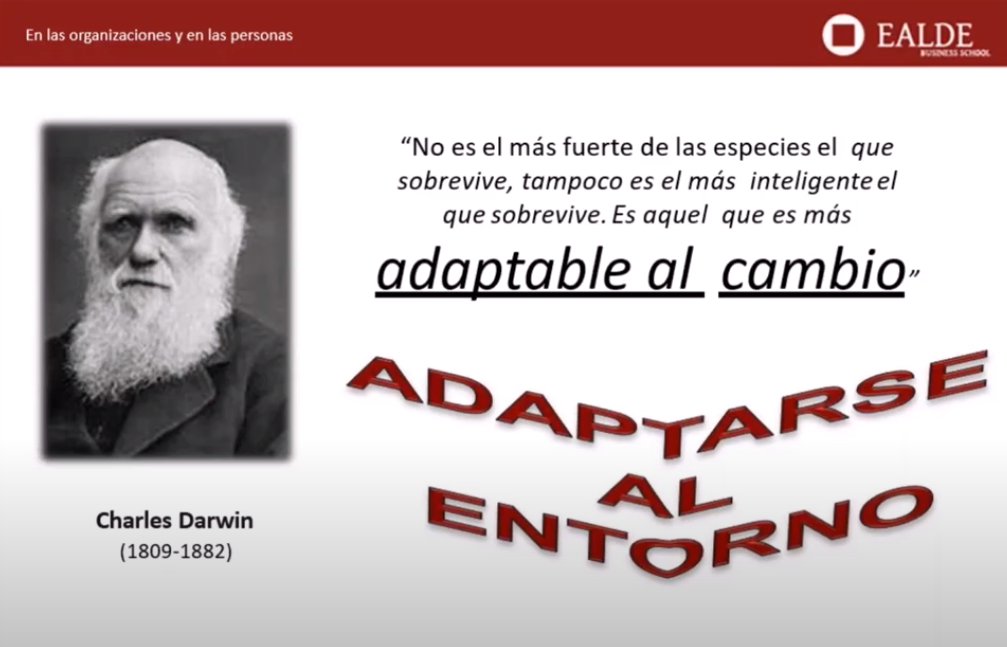 En las organizaciones y en las personas
EALDE
BUSINESS SCHOOL
“No es el más fuerte de las especies el que
sobrevive, tampoco es el más inteligente el
que sobrevive. Es aquel que es más
adaptable al cambio”
ADAPTARSE
AL
ENTORNO
Charles Darwin
(1809-1882)